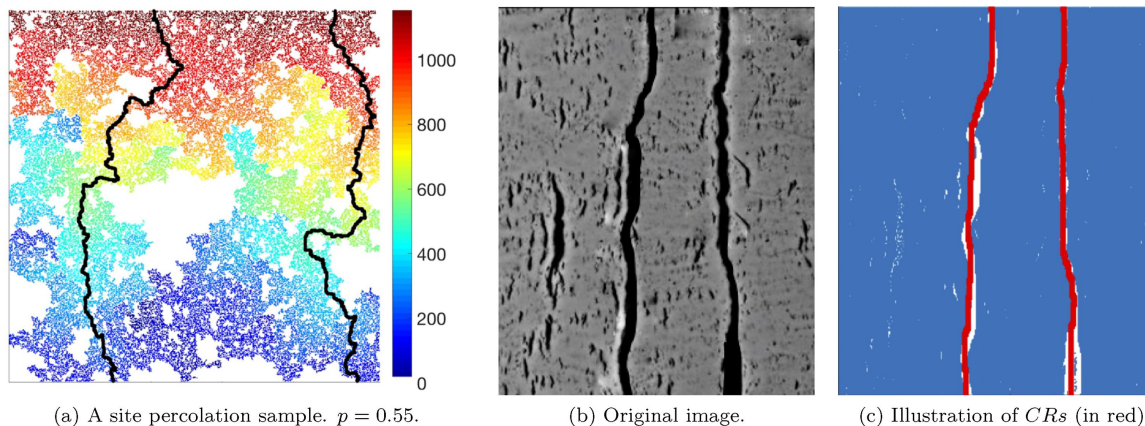 1000
800
600
400
200
0
(a) A site percolation sample. p = 0.55.
(b) Original image.
(c) Illustration of CRs (in red)